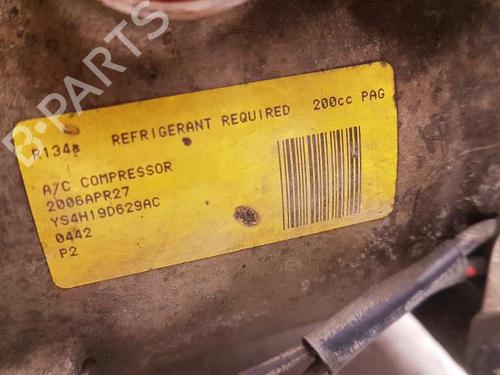 B-PARTS
R134a REFRIGERANT REQUIRED 200cc PAG
A/C COMPRESSOR
2006APR27
YS4H19D629AC
0442
P2